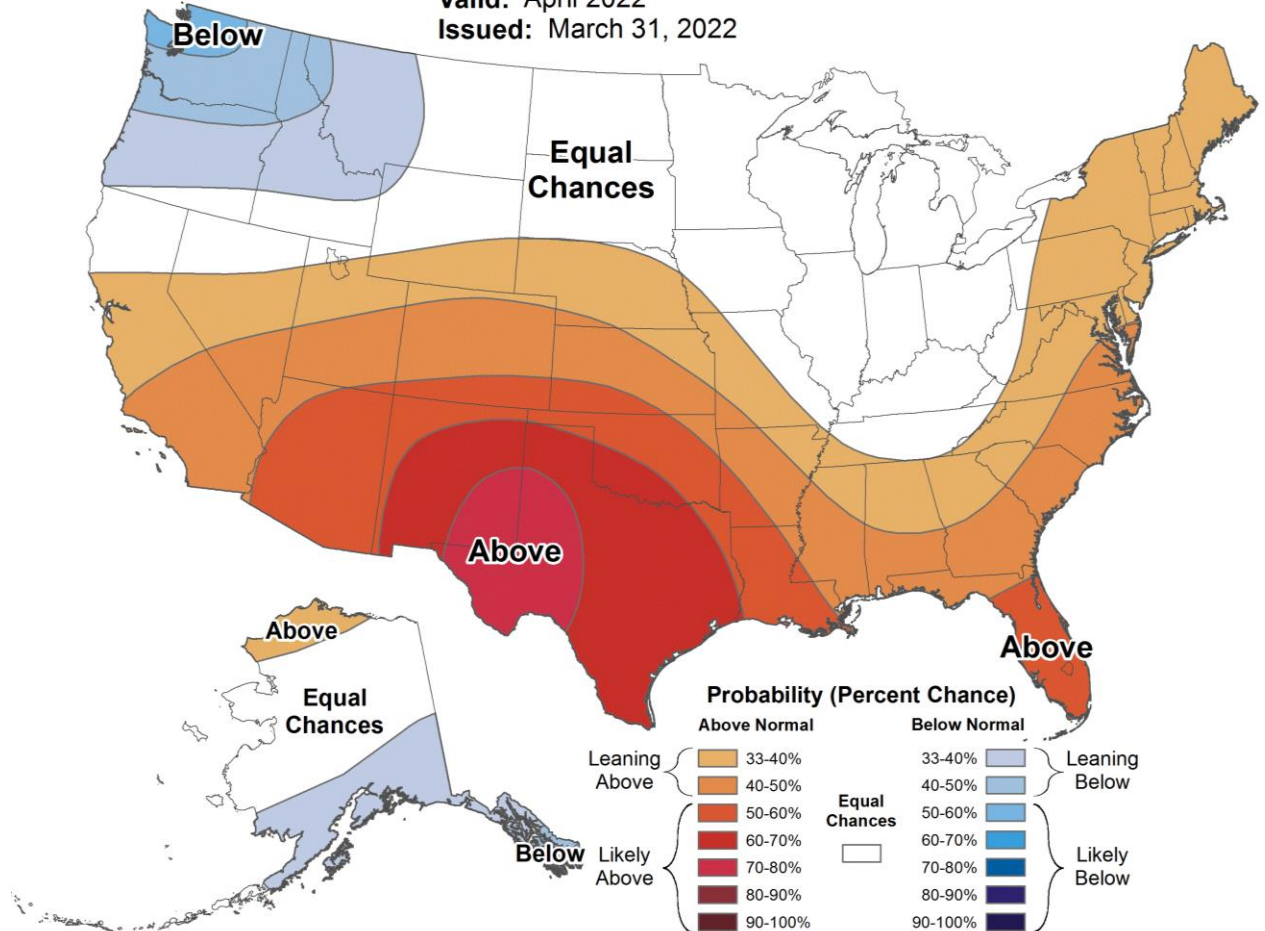 Valid: April 2022
Issued: March 31, 2022
Below
Equal
Chances
Above
Above
Above
Equal
Chances
Below
Probability (Percent Chance)
Above Normal
Below Normal
Leaning
Above
33-40%
40-50%
50-60%
60-70%
70-80%
80-90%
90-100%
Likely
Above
Equal
Chances
33-40%
40-50%
50-60%
60-70%
70-80%
80-90%
90-100%
Leaning
Below
Likely
Below